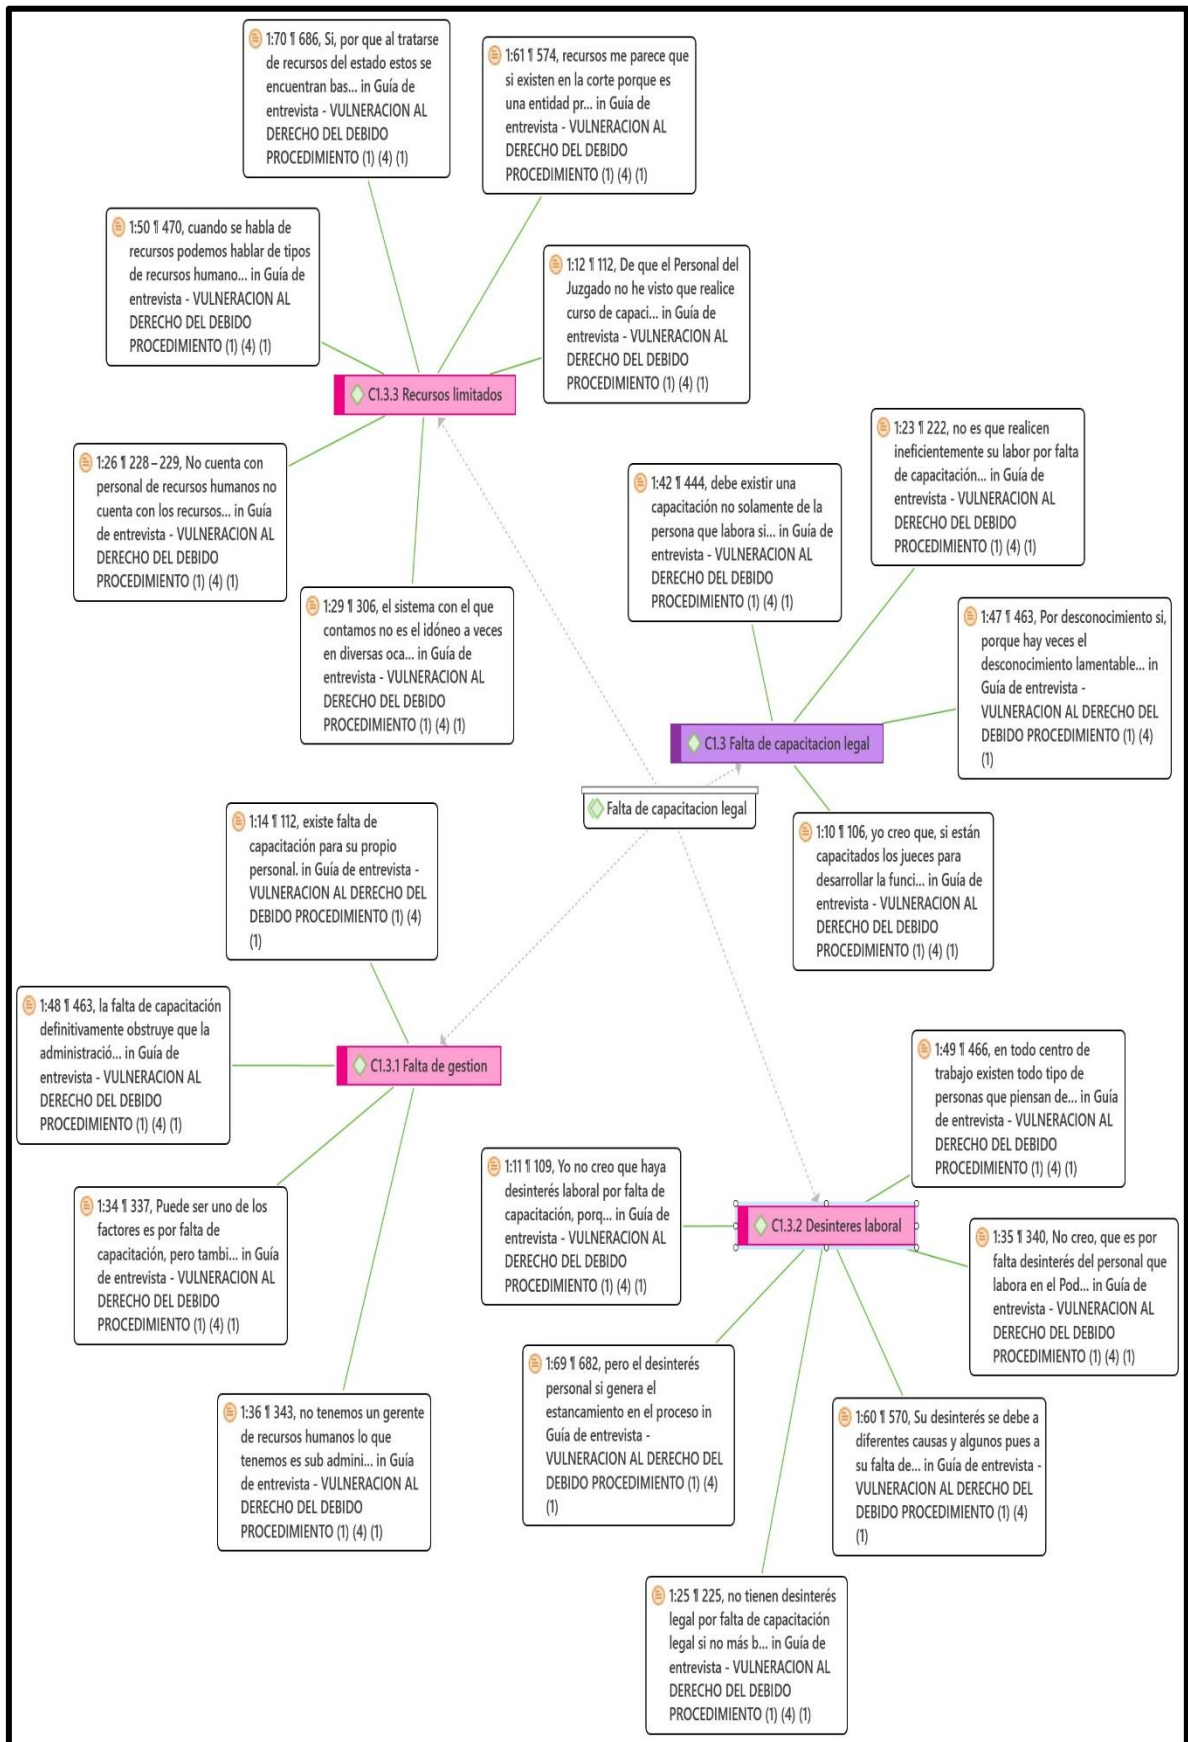 1:70 ¶ 686, Si, por que al tratarse
de recursos del estado estos se
encuentran bas... in Guía de
entrevista - VULNERACION AL
DERECHO DEL DEBIDO
PROCEDIMIENTO (1) (4) (1)
1:61 ¶ 574, recursos me parece que
si existen en la corte porque es
una entidad pr... in Guía de
entrevista - VULNERACION AL
DERECHO DEL DEBIDO
PROCEDIMIENTO (1) (4) (1)
1:50 ¶ 470, cuando se habla de
recursos podemos hablar de tipos
de recursos humano... in Guía de
entrevista - VULNERACION AL
DERECHO DEL DEBIDO
PROCEDIMIENTO (1) (4) (1)
1:12 ¶ 112, De que el Personal del
Juzgado no he visto que realice
curso de capaci... in Guía de
entrevista - VULNERACION AL
DERECHO DEL DEBIDO
PROCEDIMIENTO (1) (4) (1)
C1.3.3 Recursos limitados
1:26 ¶ 228 – 229, No cuenta con
personal de recursos humanos no
cuenta con los recursos... in Guía
de entrevista - VULNERACION AL
DERECHO DEL DEBIDO
PROCEDIMIENTO (1) (4) (1)
1:29 ¶ 306, el sistema con el que
contamos no es el idóneo a veces
en diversas oca... in Guía de
entrevista - VULNERACION AL
DERECHO DEL DEBIDO
PROCEDIMIENTO (1) (4) (1)
1:23 ¶ 222, no es que realicen
ineficientemente su labor por falta
de capacitación... in Guía de
entrevista - VULNERACION AL
DERECHO DEL DEBIDO
PROCEDIMIENTO (1) (4) (1)
1:42 ¶ 444, debe existir una
capacitación no solamente de la
persona que labora si... in Guía de
entrevista - VULNERACION AL
DERECHO DEL DEBIDO
PROCEDIMIENTO (1) (4) (1)
1:47 ¶ 463, Por desconocimiento si,
porque hay veces el
desconocimiento lamentable... in
Guía de entrevista -
VULNERACION AL DERECHO DEL
DEBIDO PROCEDIMIENTO (1) (4)
(1)
C1.3 Falta de capacitacion legal
Falta de capacitacion legal
1:10 ¶ 106, yo creo que, si están
capacitados los jueces para
desarrollar la funci... in Guía de
entrevista - VULNERACION AL
DERECHO DEL DEBIDO
PROCEDIMIENTO (1) (4) (1)
1:14 ¶ 112, existe falta de
capacitación para su propio
personal. in Guía de entrevista -
VULNERACION AL DERECHO DEL
DEBIDO PROCEDIMIENTO (1) (4)
(1)
1:48 ¶ 463, la falta de capacitación
definitivamente obstruye que la
administració... in Guía de
entrevista - VULNERACION AL
DERECHO DEL DEBIDO
PROCEDIMIENTO (1) (4) (1)
C1.3.1 Falta de gestion
1:34 ¶ 337, Puede ser uno de los
factores es por falta de
capacitación, pero tambi... in Guía
de entrevista - VULNERACION AL
DERECHO DEL DEBIDO
PROCEDIMIENTO (1) (4) (1)
1:36 ¶ 343, no tenemos un gerente
de recursos humanos lo que
tenemos es sub admini... in Guía
de entrevista - VULNERACION AL
DERECHO DEL DEBIDO
PROCEDIMIENTO (1) (4) (1)
1:49 ¶ 466, en todo centro de
trabajo existen todo tipo de
personas que piensan de... in Guía
de entrevista - VULNERACION AL
DERECHO DEL DEBIDO
PROCEDIMIENTO (1) (4) (1)
1:11 ¶ 109, Yo no creo que haya
desinterés laboral por falta de
capacitación, porq... in Guía de
entrevista - VULNERACION AL
DERECHO DEL DEBIDO
PROCEDIMIENTO (1) (4) (1)
C1.3.2 Desinteres laboral
1:35 ¶ 340, No creo, que es por
falta desinterés del personal que
labora en el Pod... in Guía de
entrevista - VULNERACION AL
DERECHO DEL DEBIDO
PROCEDIMIENTO (1) (4) (1)
1:69 ¶ 682, pero el desinterés
personal si genera el
estancamiento en el proceso in
Guía de entrevista -
VULNERACION AL DERECHO DEL
DEBIDO PROCEDIMIENTO (1) (4)
(1)
1:60 ¶ 570, Su desinterés se debe a
diferentes causas y algunos pues a
su falta de... in Guía de entrevista -
VULNERACION AL DERECHO DEL
DEBIDO PROCEDIMIENTO (1) (4)
(1)
1:25 ¶ 225, no tienen desinterés
legal por falta de capacitación
legal si no más b... in Guía de
entrevista - VULNERACION AL
DERECHO DEL DEBIDO
PROCEDIMIENTO (1) (4) (1)